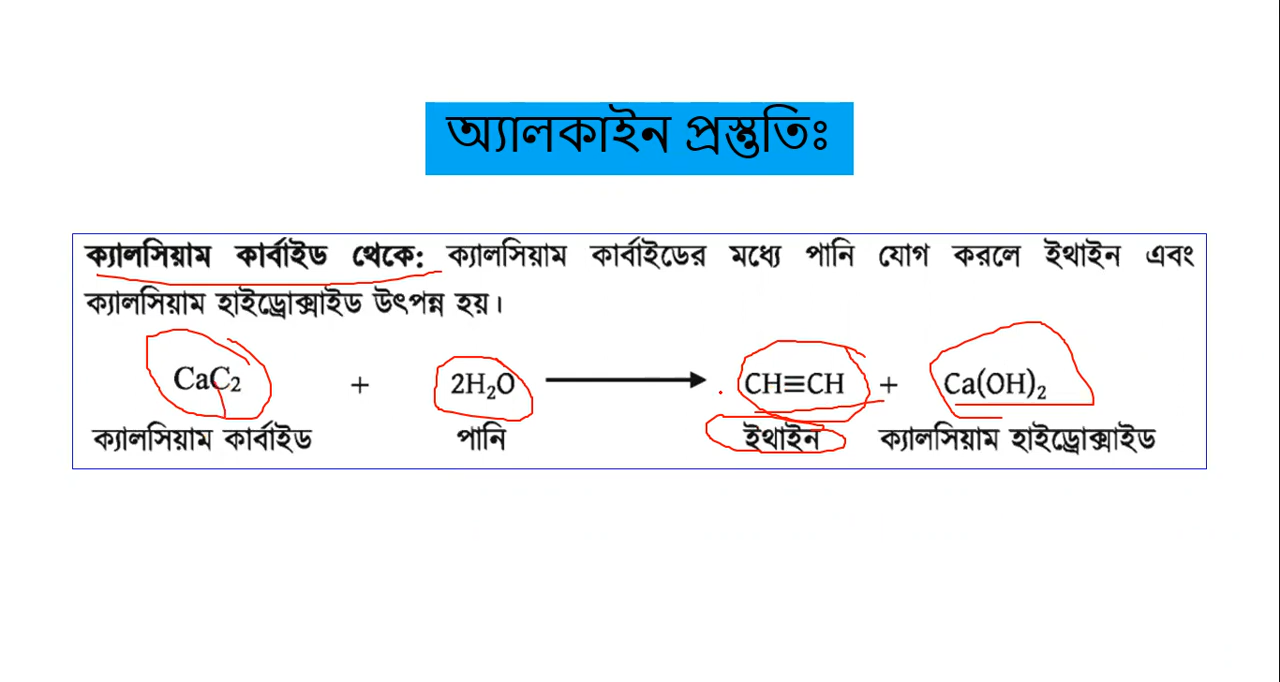 অ্যালকাইন প্রস্তুতিঃ
ক্যালসিয়াম কার্বাইড থেকে: ক্যালসিয়াম কার্বাইডের মধ্যে পানি যোগ করলে ইথাইন এবং
ক্যালসিয়াম হাইড্রোক্সাইড উৎপন্ন হয়।
CaC₂ + 2H₂O ⟶ CH≡CH + Ca(OH)₂
ক্যালসিয়াম কার্বাইড পানি ইথাইন ক্যালসিয়াম হাইড্রোক্সাইড